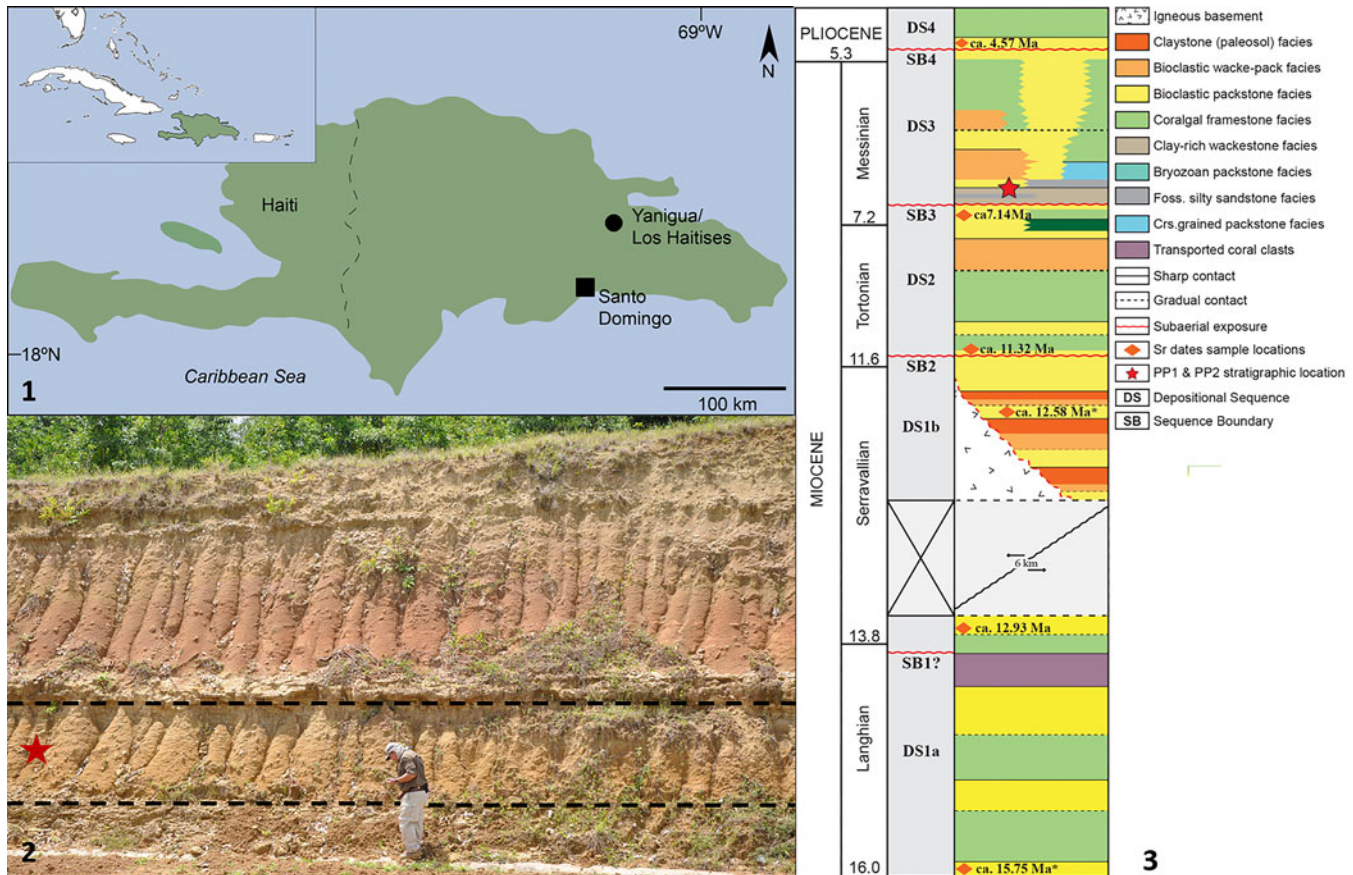 69ºW
N
Haiti
Yanigua/
Los Haitises
Santo
Domingo
18ºN
Caribbean Sea
100 km
1
2
PLIOCENE
5.3
MIOCENE
Messinian
7.2
Tortonian
11.6
Serravallian
13.8
Langhian
16.0
DS4
SB4
DS3
SB3
DS2
SB2
DS1b
SB1?
DS1a
ca. 4.57 Ma
ca7.14Ma
ca. 11.32 Ma
ca. 12.58 Ma*
6 km
ca. 12.93 Ma
ca. 15.75 Ma*
Igneous basement
Claystone (paleosol) facies
Bioclastic wacke-pack facies
Bioclastic packstone facies
Coralgal framestone facies
Clay-rich wackestone facies
Bryozoan packstone facies
Foss. silty sandstone facies
Crs.grained packstone facies
Transported coral clasts
Sharp contact
Gradual contact
Subaerial exposure
Sr dates sample locations
PP1 & PP2 stratigraphic location
DS Depositional Sequence
SB Sequence Boundary
3